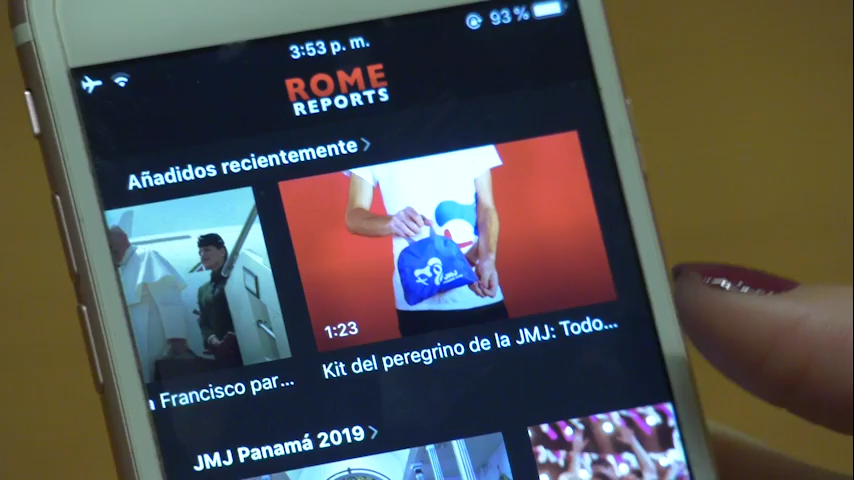 3:53 p. m.
93 %
ROME
REPORTS
Añadidos recientemente
JMJ
1:23
Francisco par...
Kit del peregrino de la JMJ: Todo...
JMJ Panamá 2019